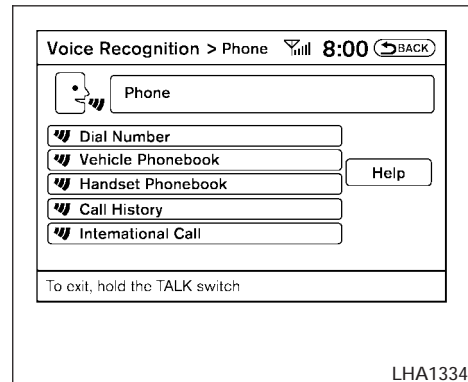 Voice Recognition > Phone 8:00 BACK
Phone
Dial Number
Vehicle Phonebook
Help
Handset Phonebook
Call History
International Call
To exit, hold the TALK switch
LHA1334